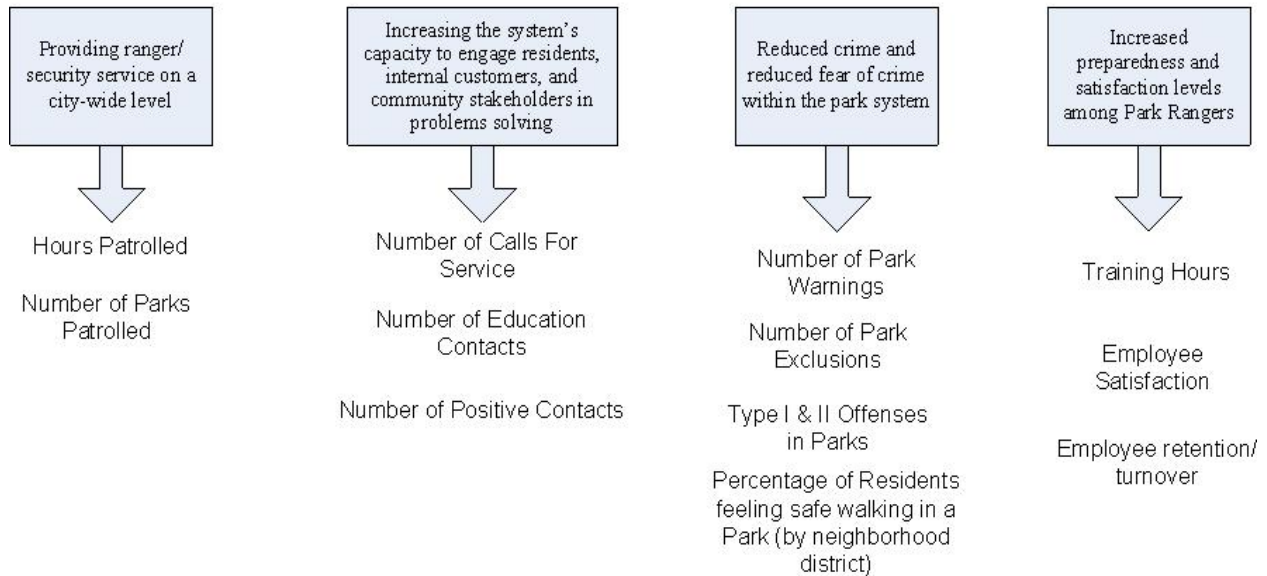 Providing ranger/
security service on a
city-wide level
Hours Patrolled
Number of Parks
Patrolled
Increasing the system's
capacity to engage residents,
internal customers, and
community stakeholders in
problems solving
Number of Calls For
Service
Number of Education
Contacts
Number of Positive Contacts
Reduced crime and
reduced fear of crime
within the park system
Number of Park
Warnings
Number of Park
Exclusions
Type I & II Offenses
in Parks
Percentage of Residents
feeling safe walking in a
Park (by neighborhood
district)
Increased
preparedness and
satisfaction levels
among Park Rangers
Training Hours
Employee
Satisfaction
Employee retention/
turnover